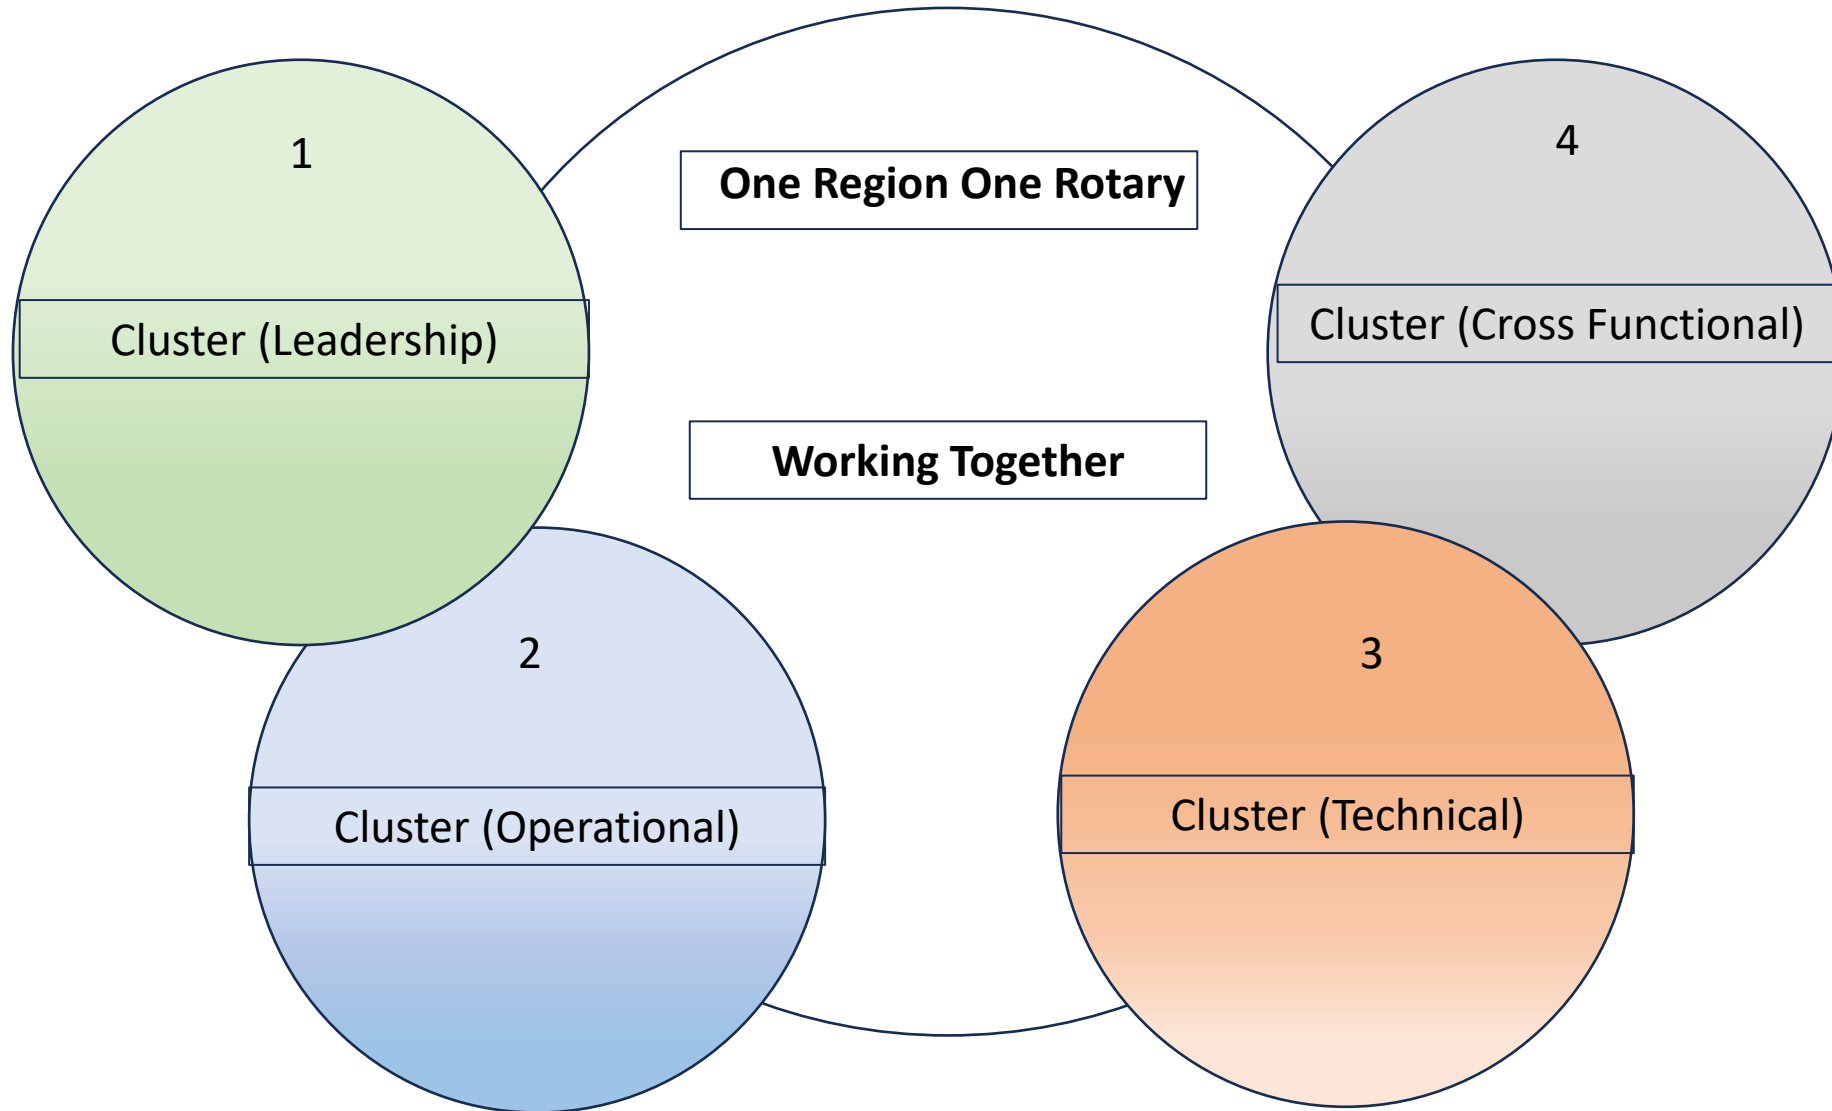 1
Cluster (Leadership)
One Region One Rotary
Working Together
4
Cluster (Cross Functional)
2
Cluster (Operational)
3
Cluster (Technical)